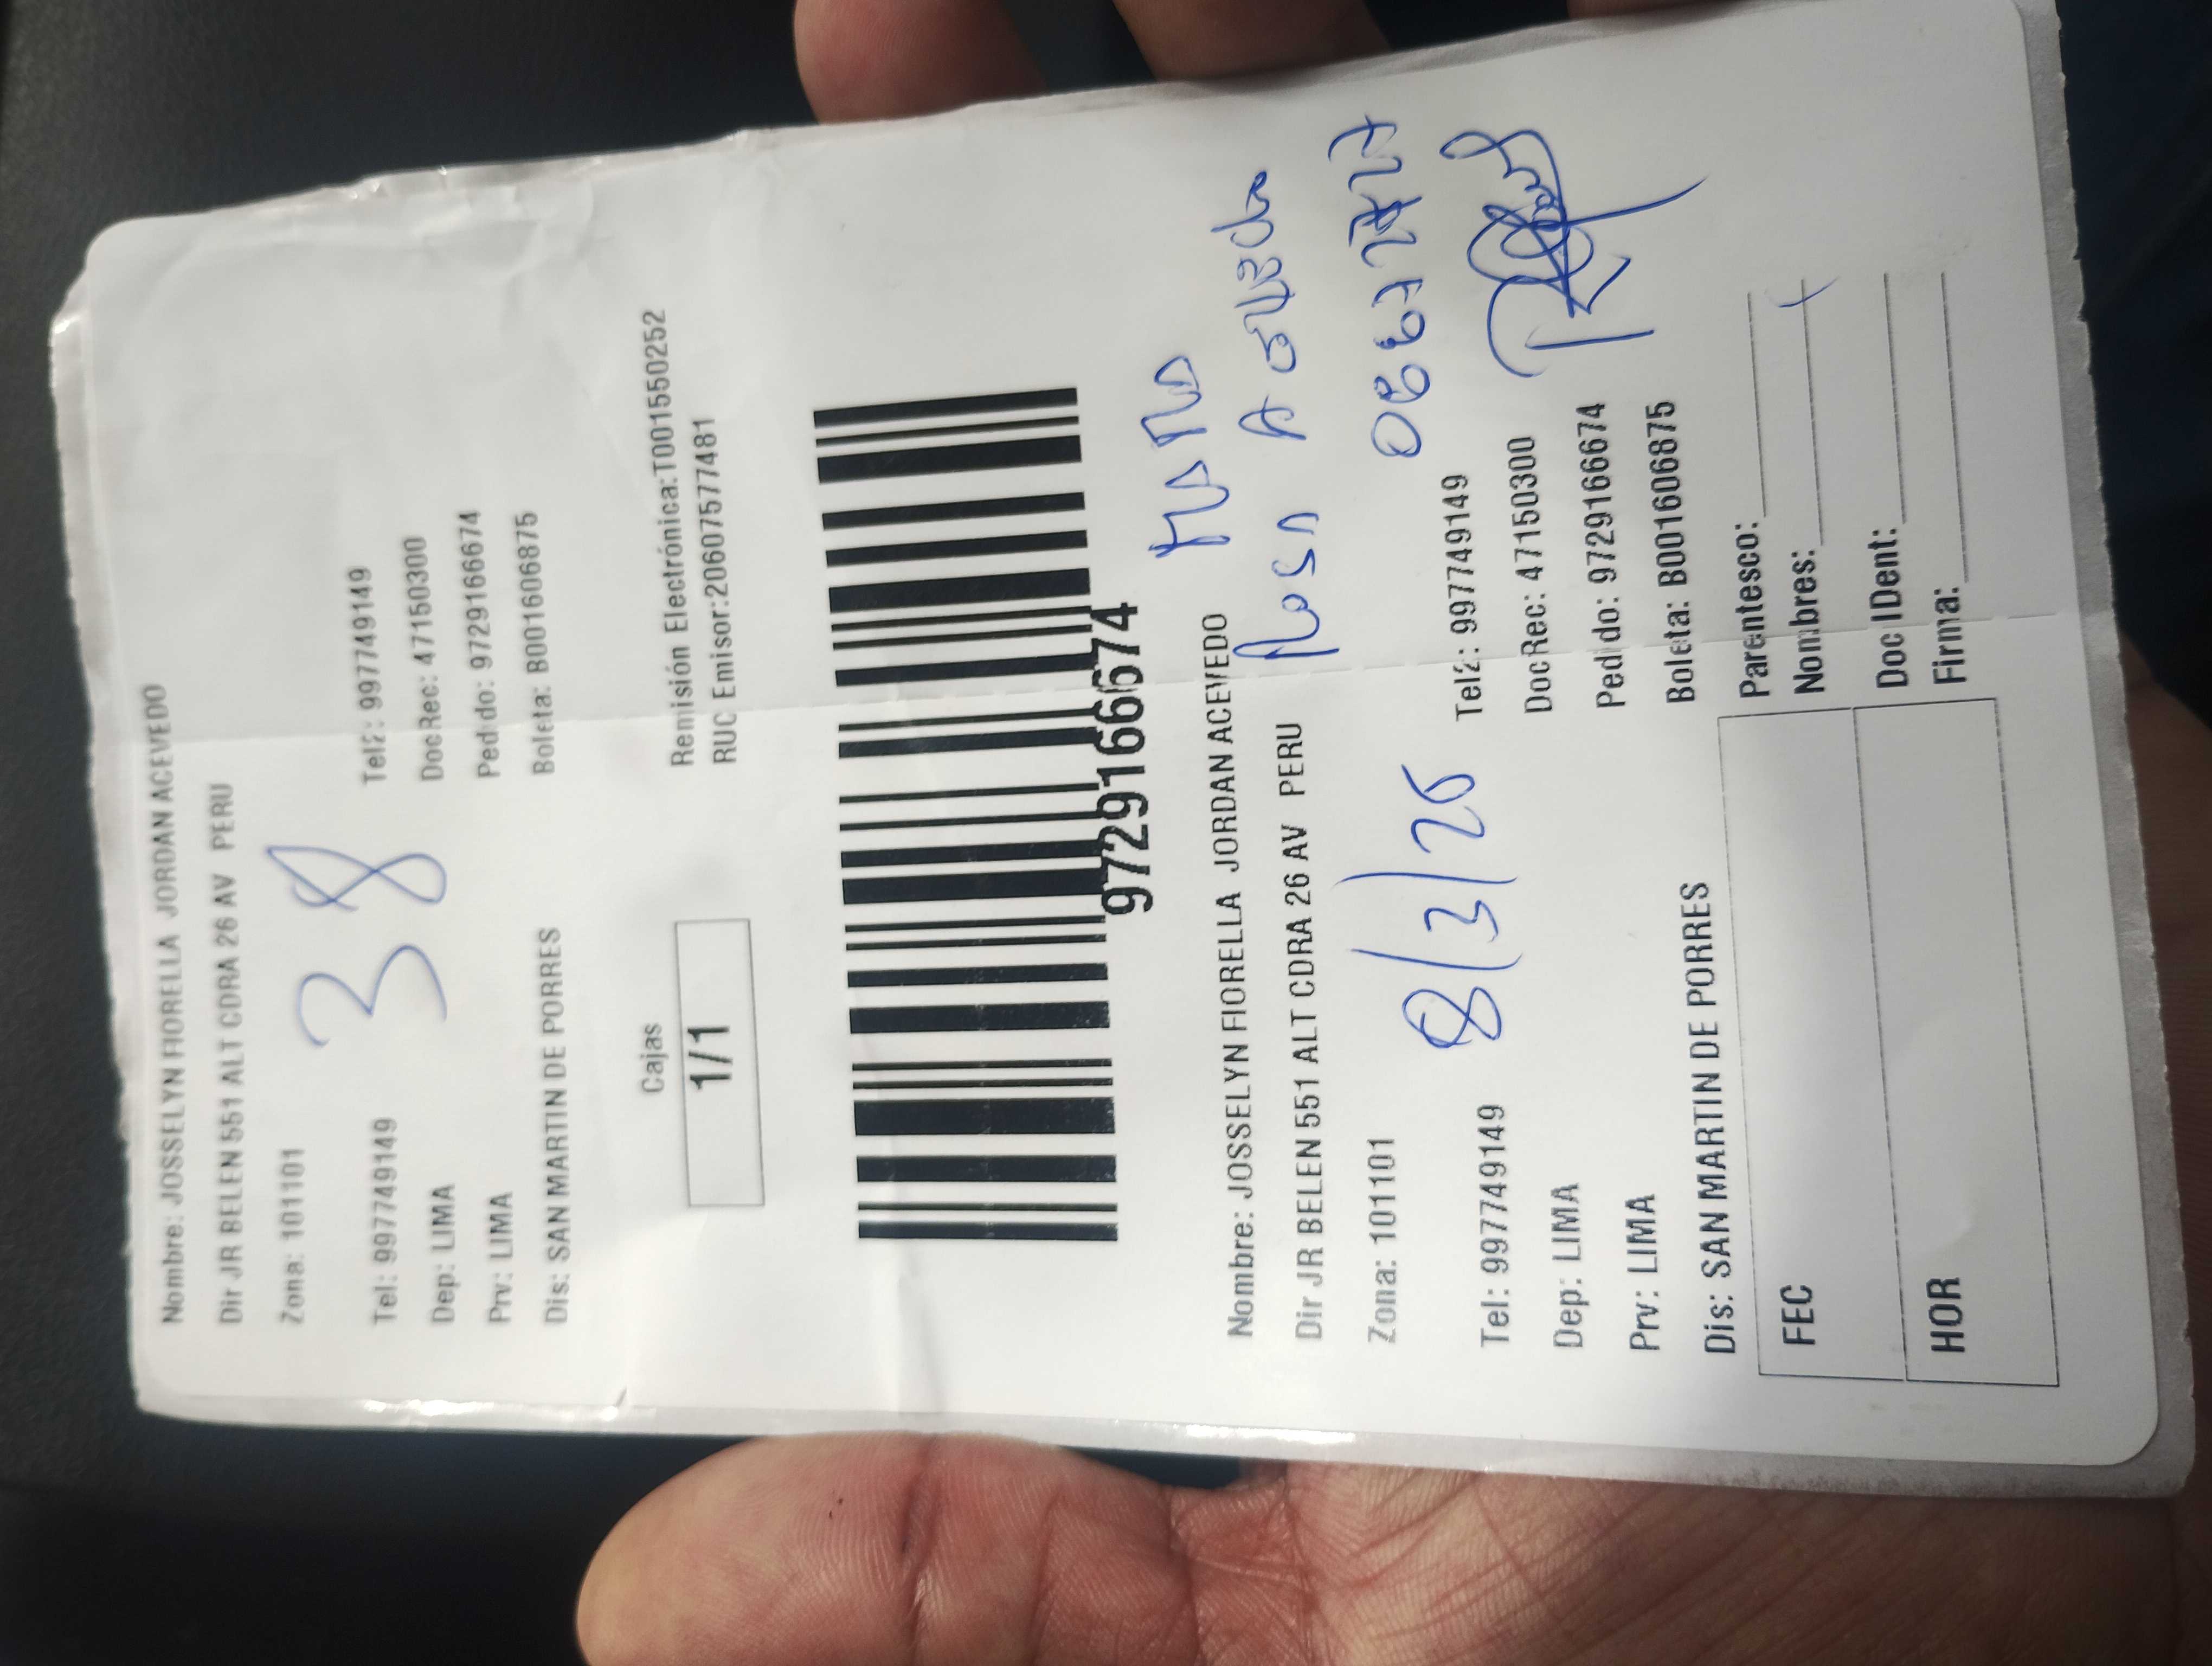 Nombre: JOSSELYN FIORELLA JORDAN ACEVEDO
Dir JR BELEN 551 ALT CDRA 26 AV PERU
Zona: 101101
38
Tel: 997749149 Tel2: 997749149
Dep: LIMA DocRec: 47150300
Prv: LIMA Pedido: 9729166674
Dis: SAN MARTIN DE PORRES Boleta: B001606875
Cajas Remisión Electrónica:T001550252
1/1 RUC Emisor:20607577481
9729166674
Nombre: JOSSELYN FIORELLA JORDAN ACEVEDO
Rosa Acevedo
Dir JR BELEN 551 ALT CDRA 26 AV PERU
Zona: 101101
8/3/26
Tel: 997749149 Tel2: 997749149
Dep: LIMA DocRec: 47150300
Prv: LIMA Pedido: 9729166674
Dis: SAN MARTIN DE PORRES Boleta: B001606875
FEC Parentesco:
Nombres:
HOR Doc IDent:
Firma: